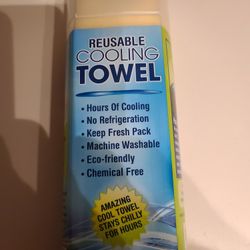 REUSABLE
COOLING
TOWEL
• Hours Of Cooling
• No Refrigeration
• Keep Fresh Pack
• Machine Washable
• Eco-friendly
• Chemical Free
AMAZING
COOL TOWEL
STAYS CHILLY
FOR HOURS